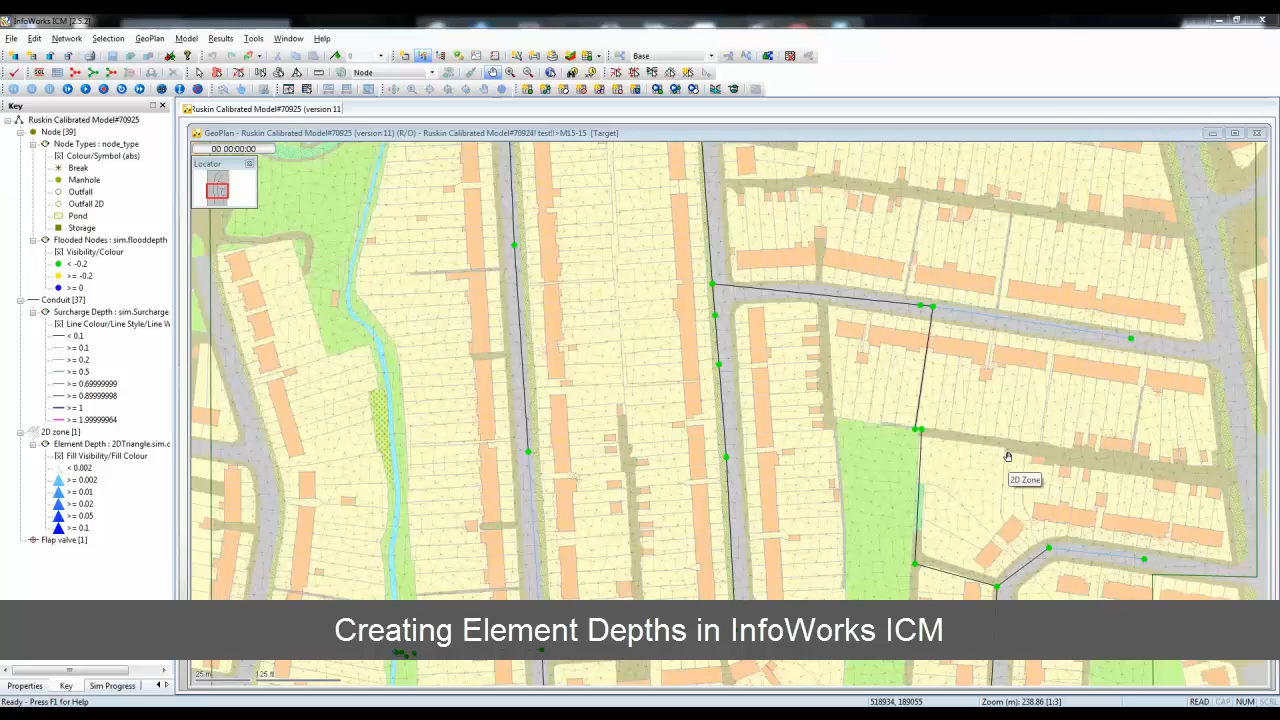 InfoWorks ICM [2.5.2]
File Edit Network Selection GeoPlan Model Results Tools Window Help
0 Base
Node
Key
Ruskin Calibrated Model#70925 (version 11)
Ruskin Calibrated Model#70925
Node [39]
Node Types: node_type
Colour/Symbol (abs)
Break
Manhole
Outfall
Outfall 2D
Pond
Storage
Flooded Nodes : sim.flooddepth
Visibility/Colour
< -0.2
>= -0.2
>= 0
Conduit [37]
Surcharge Depth : sim.Surcharge
Line Colour/Line Style/Line W
< 0.1
>= 0.1
>= 0.2
>= 0.5
>= 0.69999999
>= 0.89999998
>= 1
>= 1.99999964
2D zone [1]
Element Depth : 2DTriangle.sim.c
Fill Visibility/Fill Colour
< 0.002
>= 0.002
>= 0.01
>= 0.02
>= 0.05
>= 0.1
Flap valve [1]
GeoPlan - Ruskin Calibrated Model#70925 (version 11) (R/O) - Ruskin Calibrated Model#70924! test!!>M15-15 [Target]
00 00:00:00
Locator
2D Zone
Creating Element Depths in InfoWorks ICM
25 m 125 ft
Properties Key Sim Progress
Ready - Press F1 for Help 518934, 189055 Zoom (m): 238.86 [1:3] READ CAP NUM SCRL